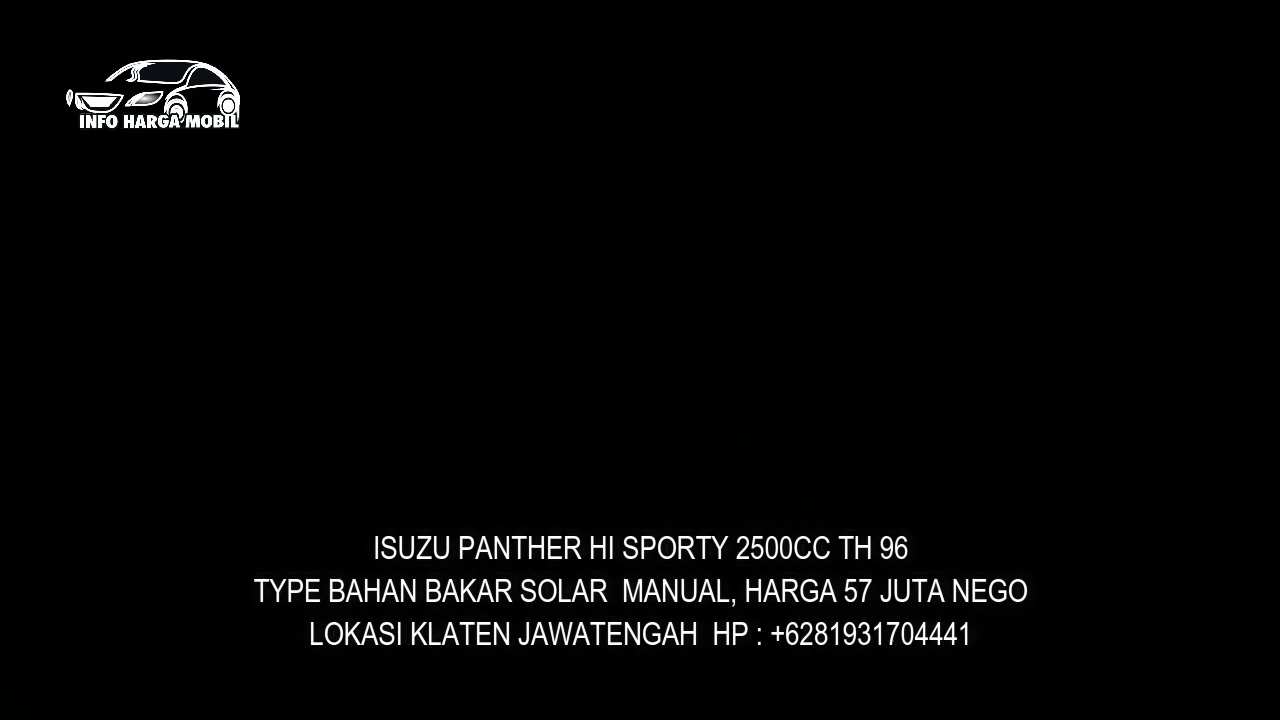 INFO HARGA MOBIL
ISUZU PANTHER HI SPORTY 2500CC TH 96
TYPE BAHAN BAKAR SOLAR  MANUAL, HARGA 57 JUTA NEGO
LOKASI KLATEN JAWATENGAH  HP : +6281931704441